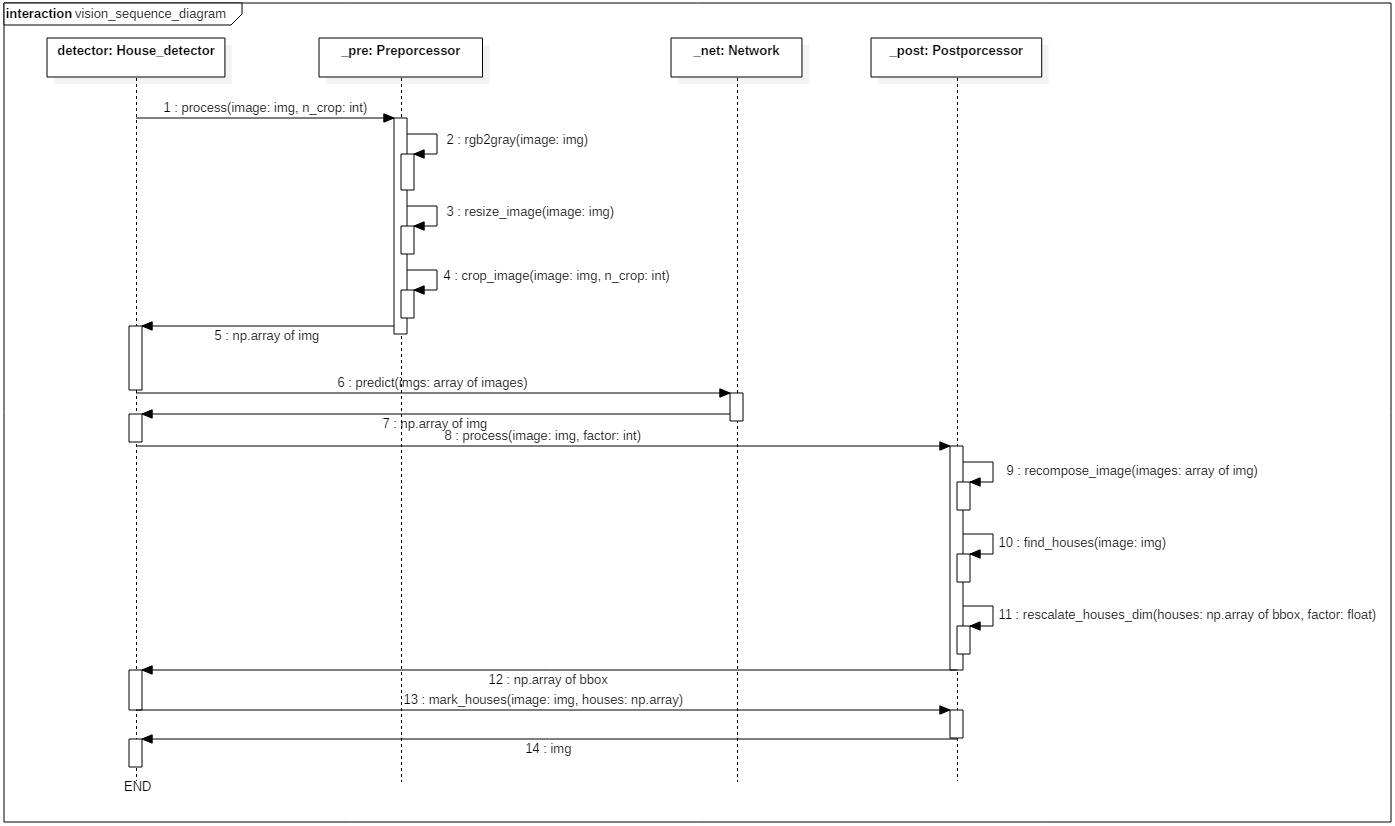 interaction vision_sequence_diagram
detector: House_detector
_pre: Preporcessor
_net: Network
_post: Postporcessor
1 : process(image: img, n_crop: int)
2 : rgb2gray(image: img)
3 : resize_image(image: img)
4 : crop_image(image: img, n_crop: int)
5 : np.array of img
6 : predict(imgs: array of images)
7 : np.array of img
8 : process(image: img, factor: int)
9 : recompose_image(images: array of img)
10 : find_houses(image: img)
11 : rescalate_houses_dim(houses: np.array of bbox, factor: float)
12 : np.array of bbox
13 : mark_houses(image: img, houses: np.array)
14 : img
END